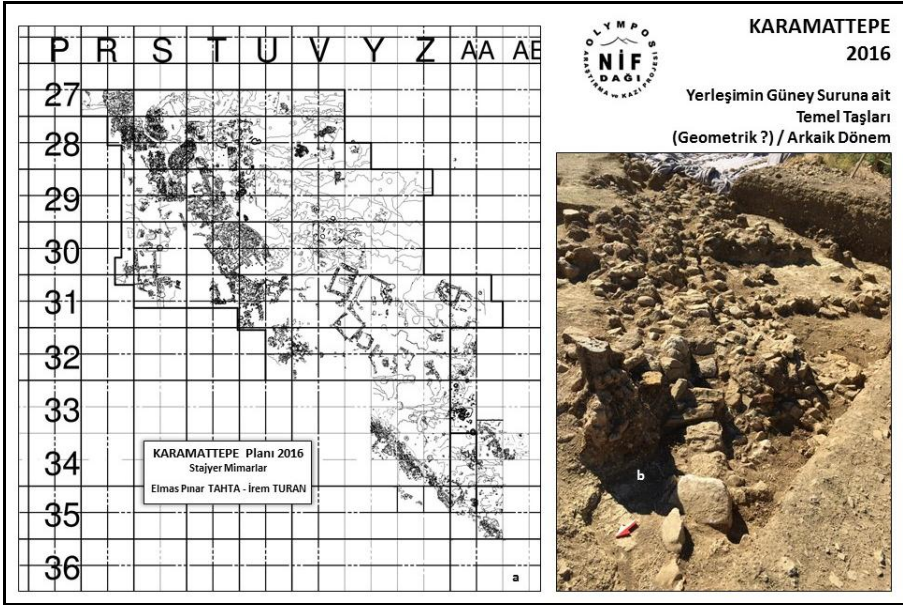 P R S T U V Y Z AA AE
27
28
29
30
31
32
33
34
35
36
KARAMATTEPE Planı 2016
Stajyer Mimarlar
Elmas Pınar TAHTA - İrem TURAN
a
OLYMPOS
NİF
DAĞI
ARAŞTIRMA ve KAZI PROJESİ
KARAMATTEPE
2016
Yerleşimin Güney Suruna ait
Temel Taşları
(Geometrik ?) / Arkaik Dönem
b